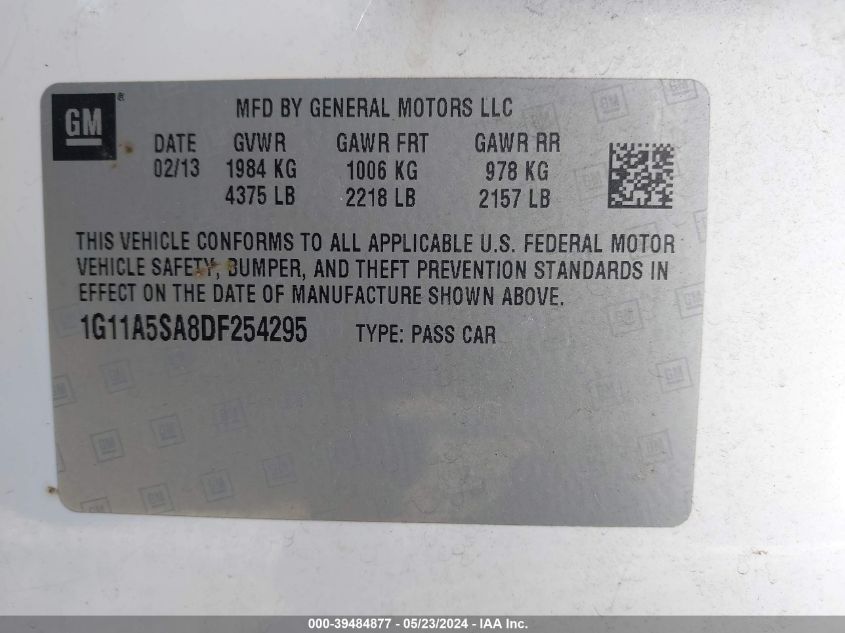 GM®
MFD BY GENERAL MOTORS LLC
DATE GVWR GAWR FRT GAWR RR
02/13 1984 KG 1006 KG 978 KG
4375 LB 2218 LB 2157 LB
THIS VEHICLE CONFORMS TO ALL APPLICABLE U.S. FEDERAL MOTOR
VEHICLE SAFETY, BUMPER, AND THEFT PREVENTION STANDARDS IN
EFFECT ON THE DATE OF MANUFACTURE SHOWN ABOVE.
1G11A5SA8DF254295 TYPE: PASS CAR
000-39484877 - 05/23/2024 - IAA Inc.